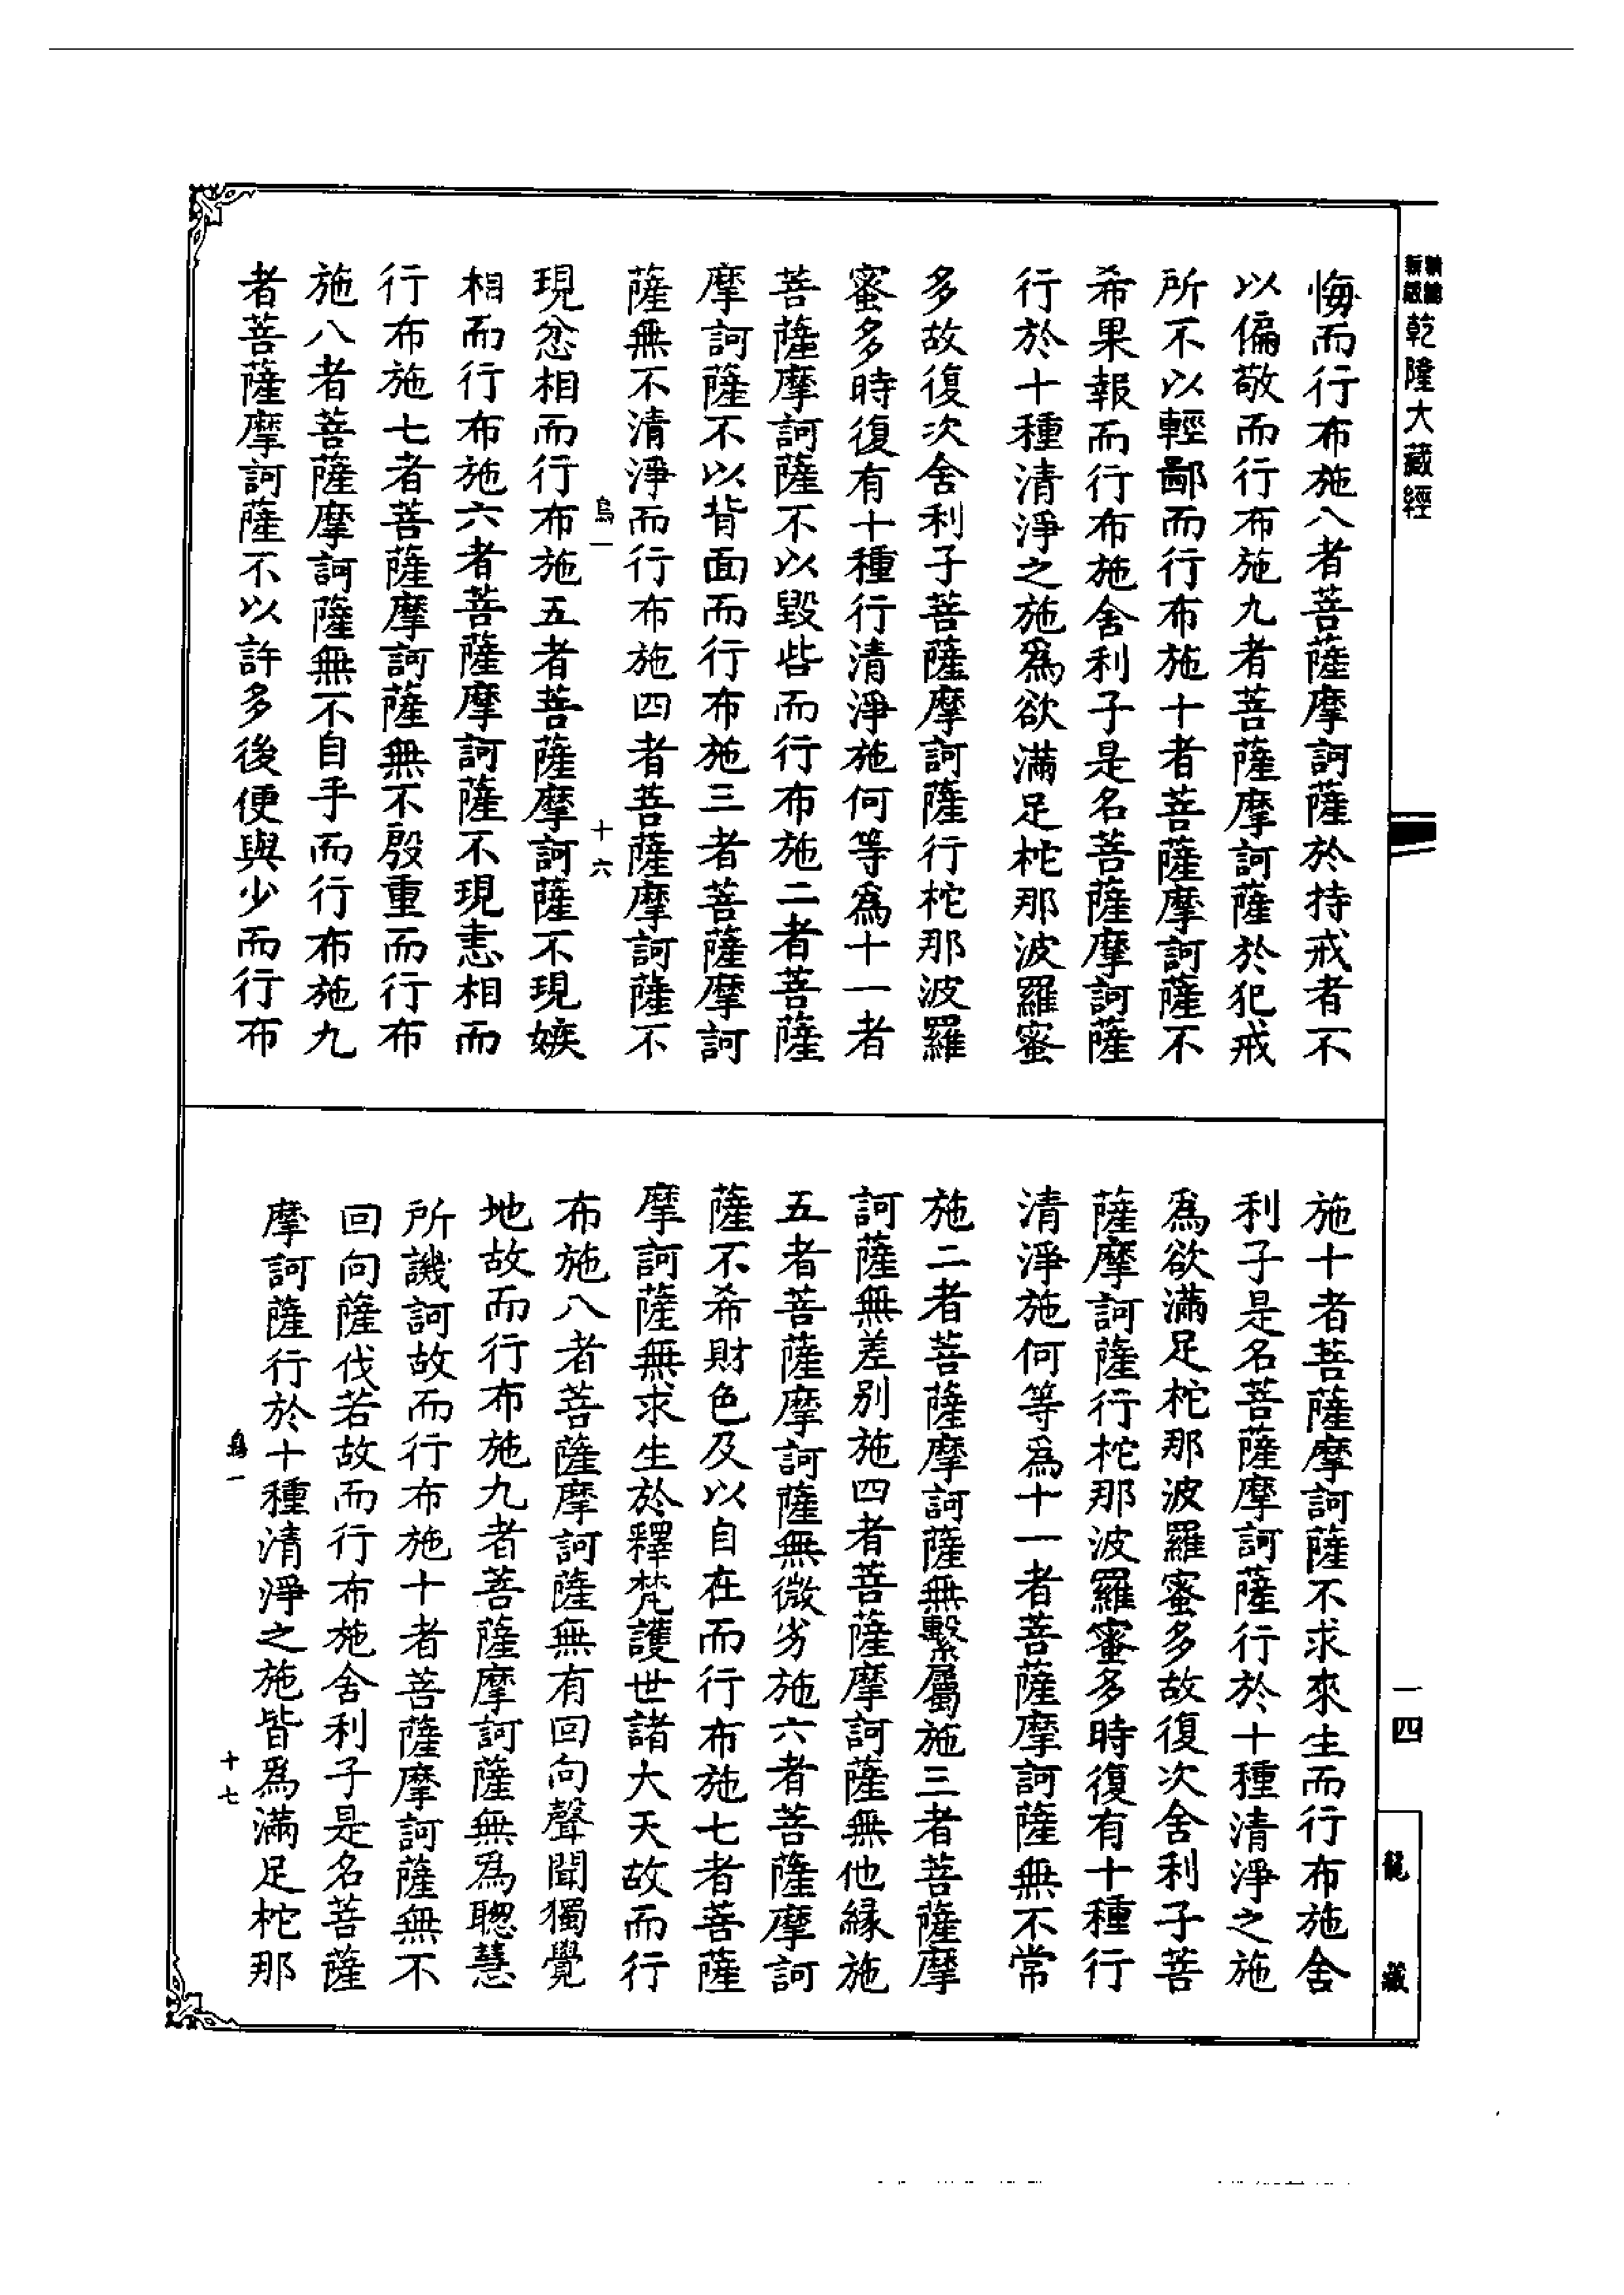 乾隆大藏經
悔而行布施八者菩薩摩訶薩於持戒者不
以偏敬而行布施九者菩薩摩訶薩於犯戒
所不以輕鄙而行布施十者菩薩摩訶薩不
希果報而行布施舍利子是名菩薩摩訶薩
行於十種清淨之施爲欲滿足柁那波羅蜜
多故復次舍利子菩薩摩訶薩行柁那波羅
蜜多時復有十種行清淨施何等爲十一者
菩薩摩訶薩不以毀呰而行布施二者菩薩
摩訶薩不以背面而行布施三者菩薩摩訶
薩無不清淨而行布施四者菩薩摩訶薩不
烏一 十六
現忿相而行布施五者菩薩摩訶薩不現嫉
相而行布施六者菩薩摩訶薩不現恚相而
行布施七者菩薩摩訶薩無不殷重而行布
施八者菩薩摩訶薩無不自手而行布施九
者菩薩摩訶薩不以許多後便與少而行布
施十者菩薩摩訶薩不求來生而行布施舍
利子是名菩薩摩訶薩行於十種清淨之施
爲欲滿足柁那波羅蜜多故復次舍利子菩
薩摩訶薩行柁那波羅蜜多時復有十種行
清淨施何等爲十一者菩薩摩訶薩無不常
施二者菩薩摩訶薩無繫屬施三者菩薩摩
訶薩無差别施四者菩薩摩訶薩無他緣施
五者菩薩摩訶薩無微劣施六者菩薩摩訶
薩不希財色及以自在而行布施七者菩薩
摩訶薩無求生於釋梵護世諸大天故而行
布施八者菩薩摩訶薩無有回向聲聞獨覺
地故而行布施九者菩薩摩訶薩無爲聰慧
所譏訶故而行布施十者菩薩摩訶薩無不
回向薩伐若故而行布施舍利子是名菩薩
摩訶薩行於十種清淨之施皆爲滿足柁那
烏一 十七
一四
龍藏